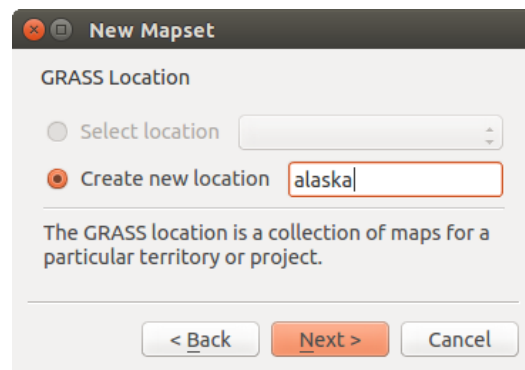 New Mapset
GRASS Location
Select location
Create new location alaska
The GRASS location is a collection of maps for a
particular territory or project.
< Back Next > Cancel